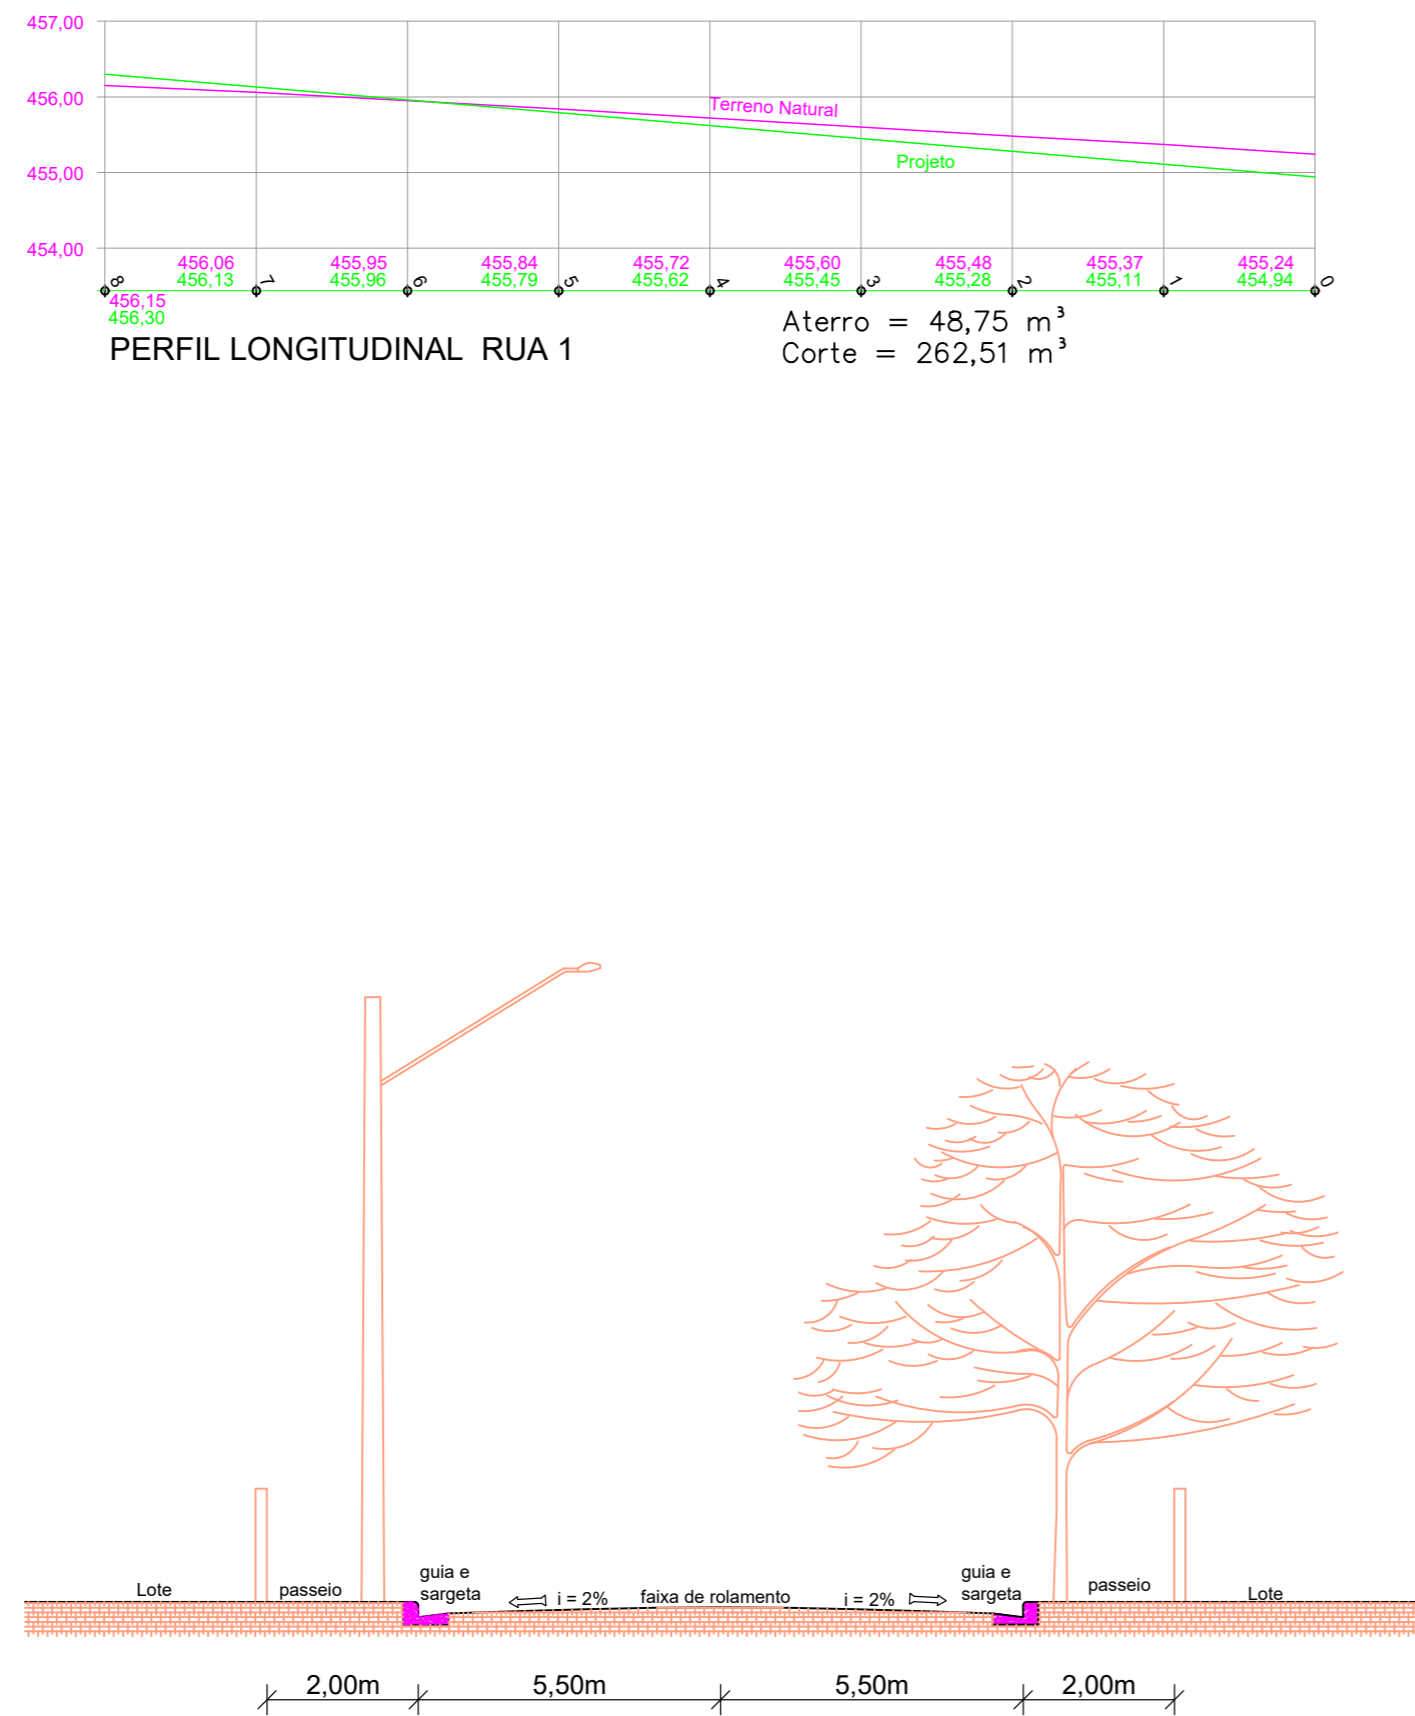 457,00
456,00
Terreno Natural
Projeto
455,00
454,00
456,06 455,95 455,84 455,72 455,60 455,48 455,37 455,24
456,13 455,96 455,79 455,62 455,45 455,28 455,11 454,94
8 7 6 5 4 3 2 1 0
456,15
456,30
PERFIL LONGITUDINAL RUA 1
Aterro = 48,75 m³
Corte = 262,51 m³
Lote
passeio
guia e
sargeta
i = 2%
faixa de rolamento
i = 2%
guia e
sargeta
passeio
Lote
2,00m 5,50m 5,50m 2,00m